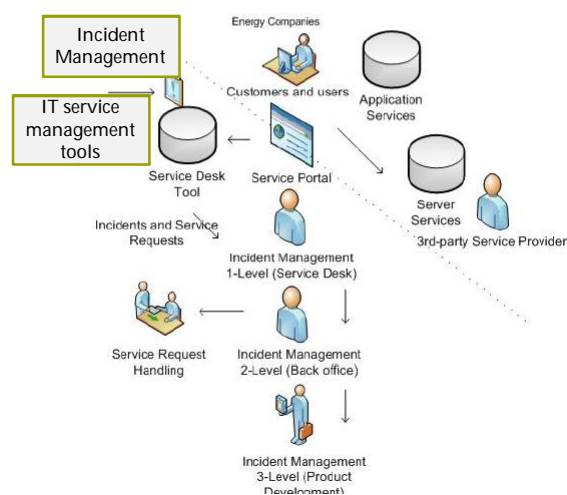 Incident
Management
Energy Companies
IT service
management
tools
Customers and users
Application
Services
Service Desk
Tool
Service Portal
Server
Services
3rd-party Service Provider
Incidents and Service
Requests
Incident Management
1-Level (Service Desk)
Service Request
Handling
Incident Management
2-Level (Back office)
Incident Management
3-Level (Product
Development)